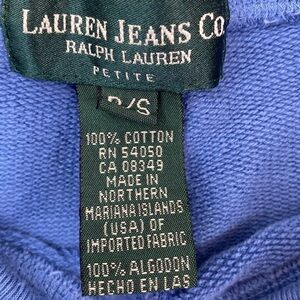 LAUREN JEANS CO
RALPH LAUREN
PETITE
P/S
100% COTTON
RN 54050
CA 08349
MADE IN
NORTHERN
MARIANA ISLANDS
(USA) OF
IMPORTED FABRIC
100% ALGODON
HECHO EN LAS